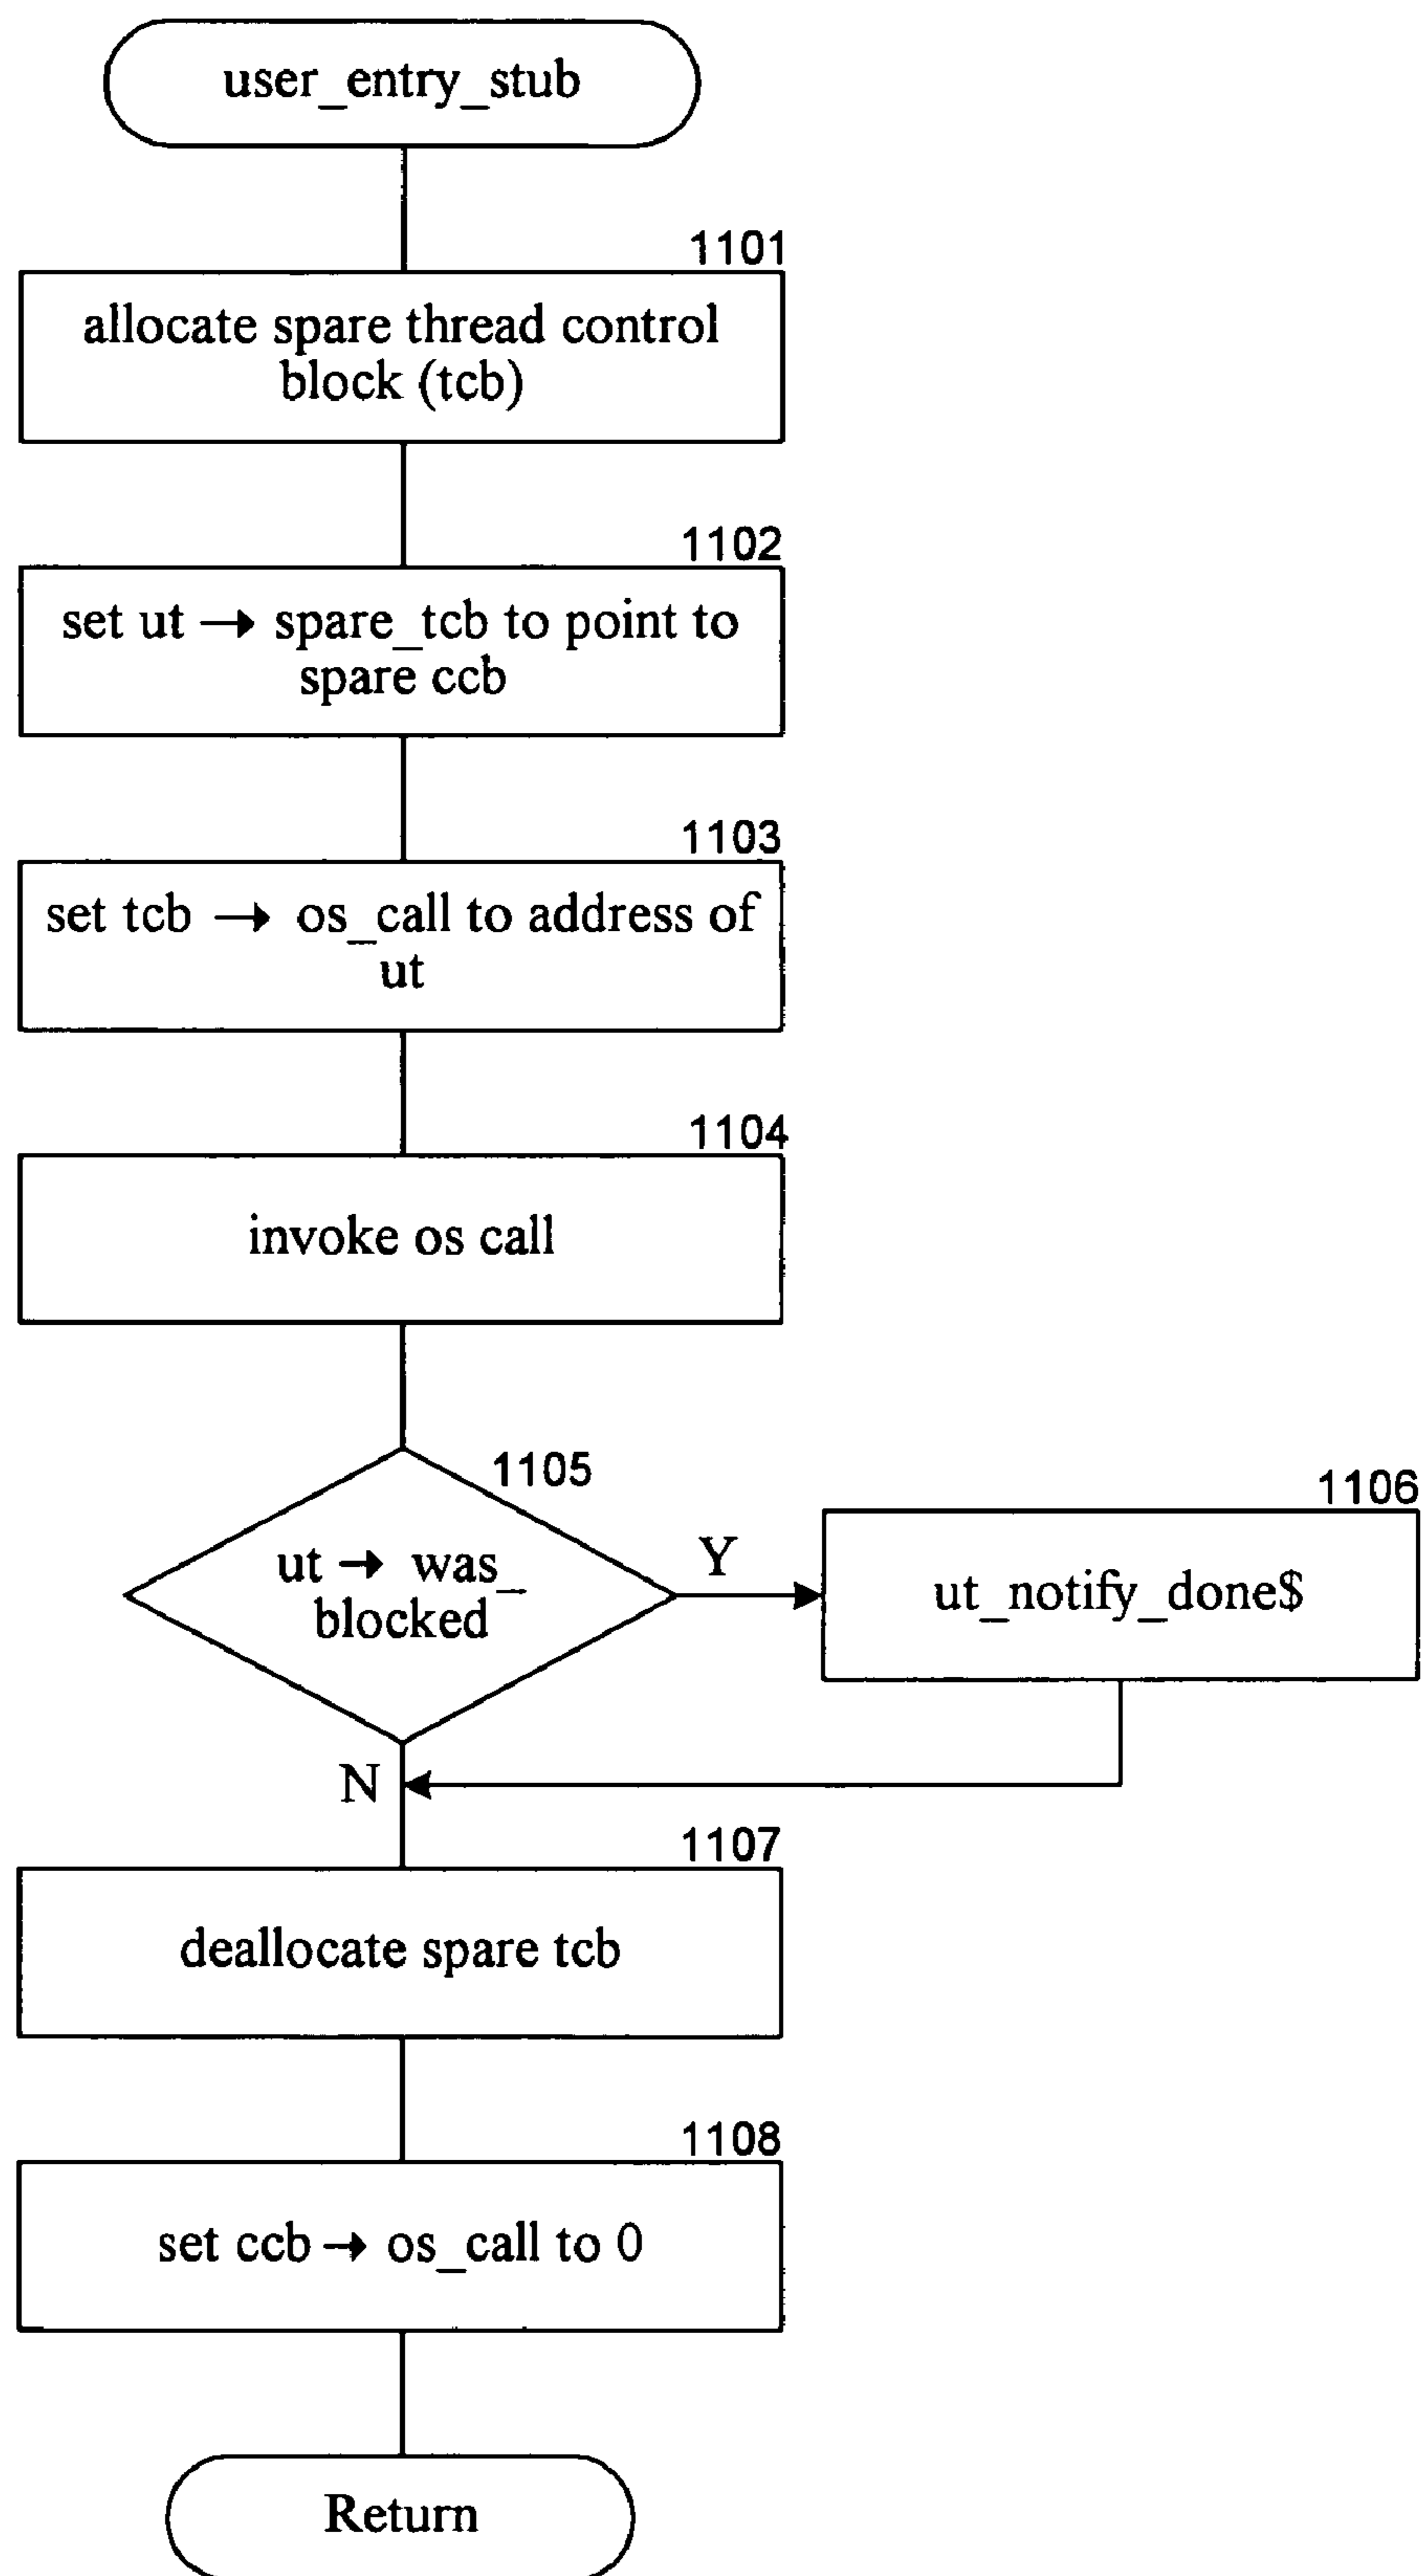 user_entry_stub
1101
allocate spare thread control
block (tcb)
1102
set ut → spare_tcb to point to
spare ccb
1103
set tcb → os_call to address of
ut
1104
invoke os call
1105
ut → was_
blocked
Y
1106
ut_notify_done$
N
1107
deallocate spare tcb
1108
set ccb → os_call to 0
Return